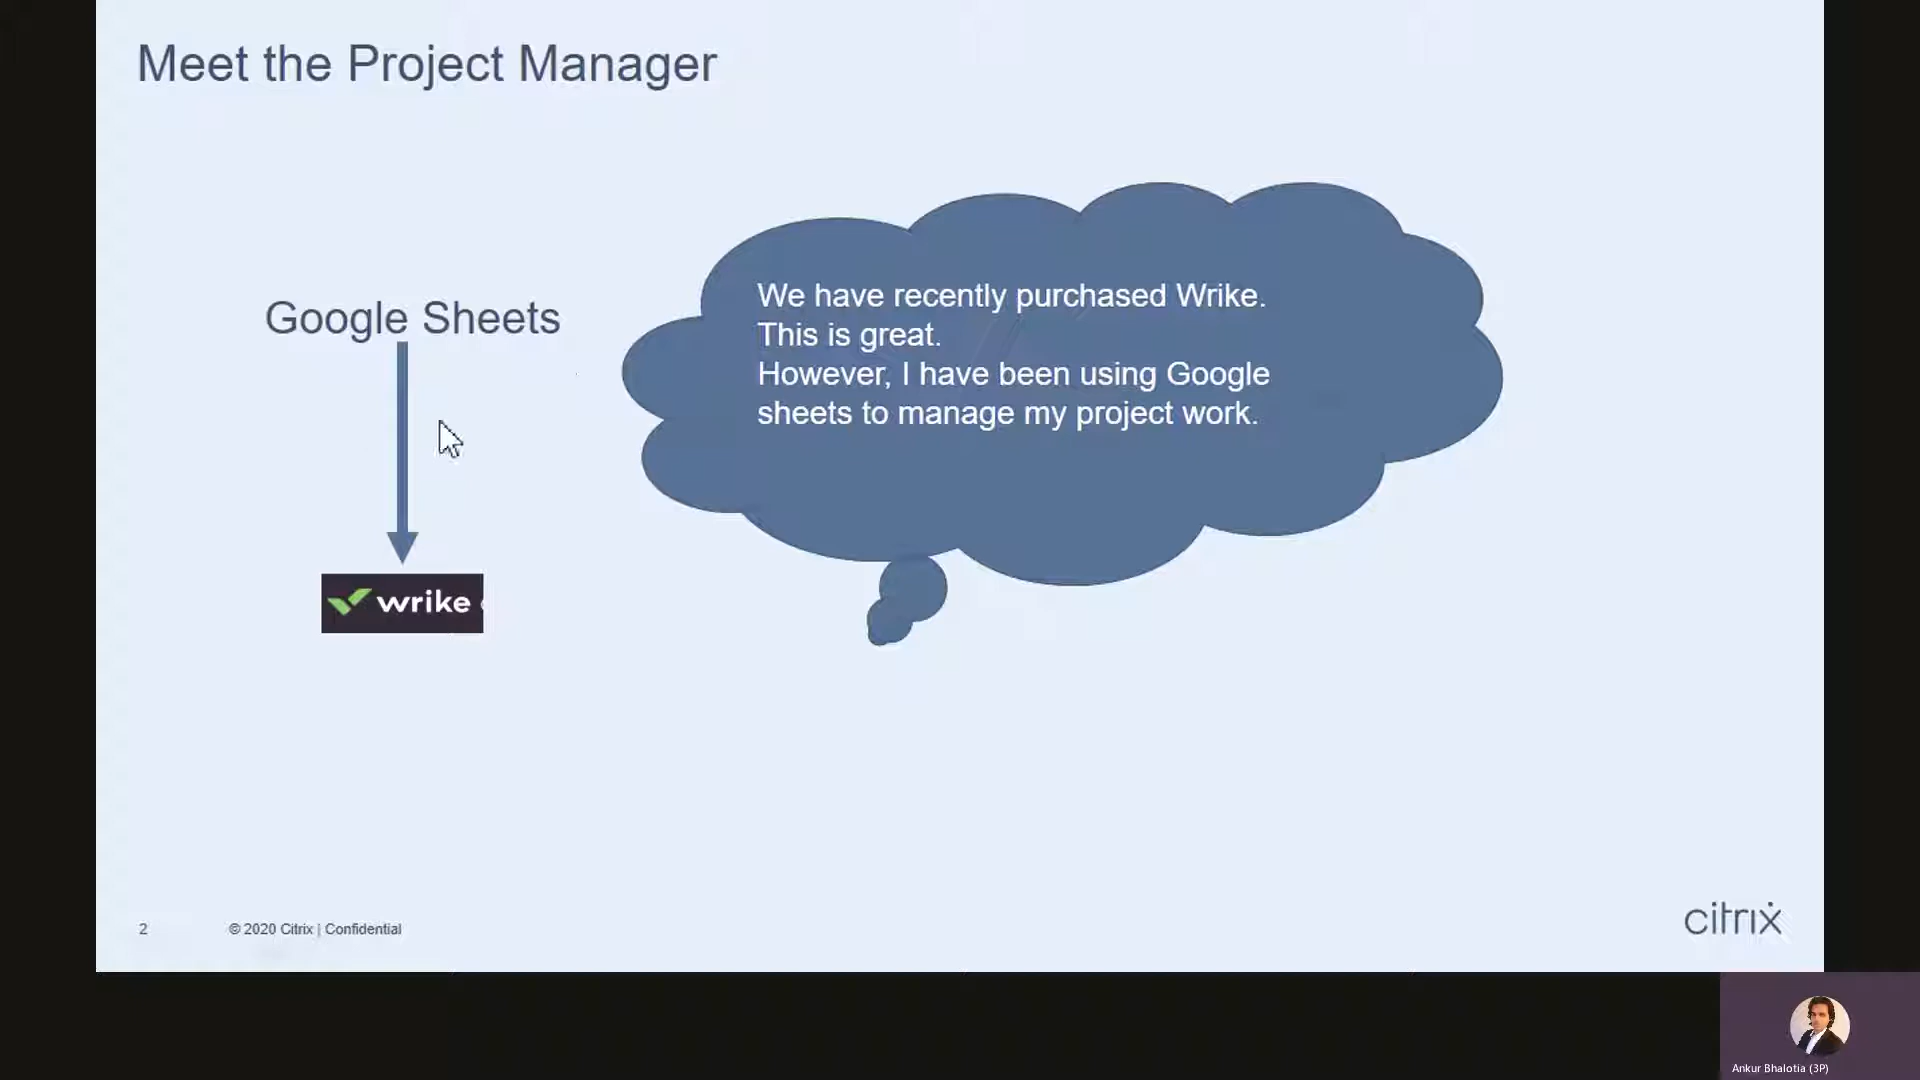 Meet the Project Manager
Google Sheets
We have recently purchased Wrike.
This is great.
However, I have been using Google
sheets to manage my project work.
wrike
2
© 2020 Citrix | Confidential
citrix
Ankur Bhalotia (3P)